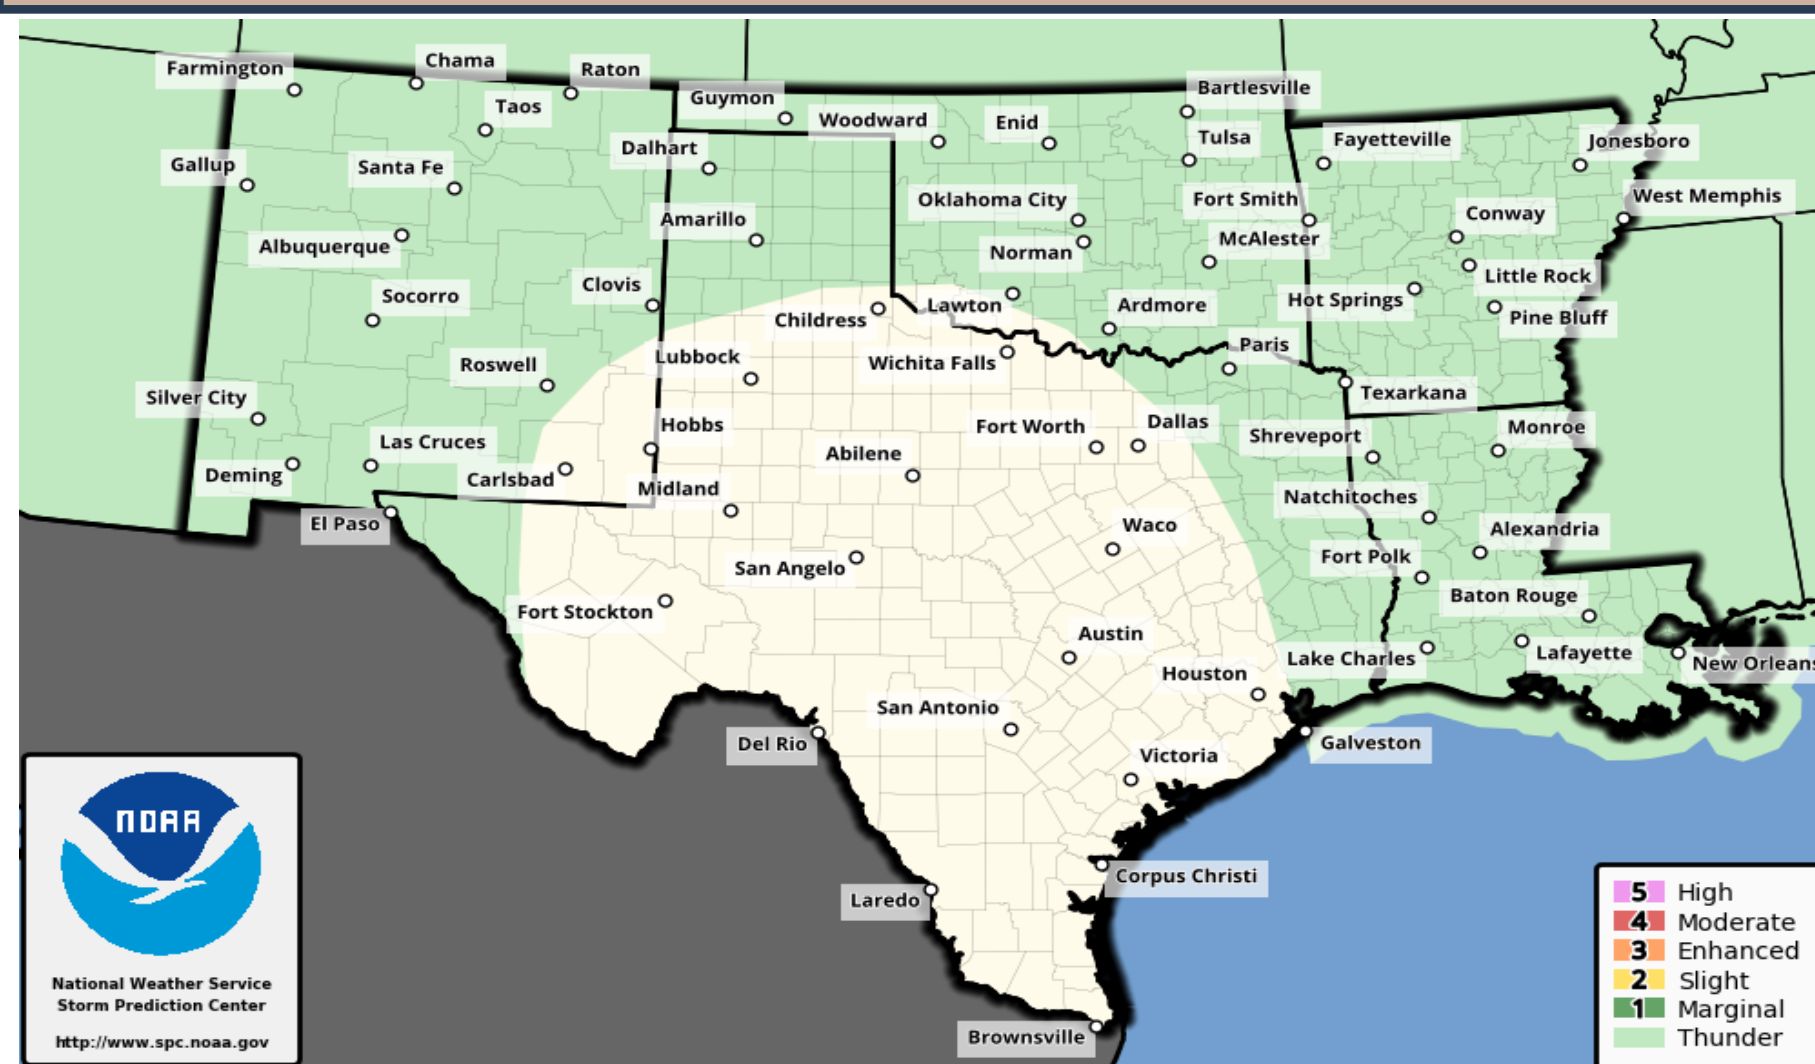 Farmington
Chama
Raton
Taos
Guymon
Bartlesville
Woodward
Enid
Tulsa
Fayetteville
Jonesboro
Dalhart
Gallup
Santa Fe
West Memphis
Oklahoma City
Fort Smith
Conway
Amarillo
Albuquerque
Norman
McAlester
Little Rock
Clovis
Socorro
Hot Springs
Lawton
Ardmore
Childress
Pine Bluff
Paris
Lubbock
Wichita Falls
Roswell
Texarkana
Silver City
Hobbs
Fort Worth
Dallas
Shreveport
Monroe
Las Cruces
Abilene
Deming
Carlsbad
Midland
Natchitoches
El Paso
Waco
Alexandria
San Angelo
Fort Polk
Baton Rouge
Fort Stockton
Austin
Lake Charles
Lafayette
New Orleans
Houston
San Antonio
Del Rio
Galveston
Victoria
Corpus Christi
Laredo
Brownsville
NOAA
National Weather Service
Storm Prediction Center
http://www.spc.noaa.gov
5 High
4 Moderate
3 Enhanced
2 Slight
1 Marginal
Thunder